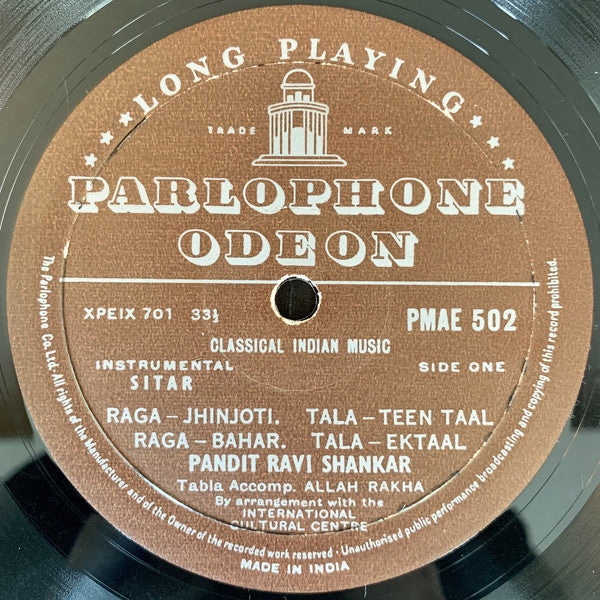 ★★★★★LONG PLAYING★★★★★
TRADE MARK
PARLOPHONE
ODEON
XPEIX 701 33⅓
PMAE 502
CLASSICAL INDIAN MUSIC
INSTRUMENTAL
SITAR
SIDE ONE
RAGA – JHINJOTI. TALA – TEEN TAAL
RAGA – BAHAR. TALA – EKTAAL
PANDIT RAVI SHANKAR
Tabla Accomp. ALLAH RAKHA
By arrangement with the
INTERNATIONAL
CULTURAL CENTRE
The Parlophone Co. Ltd. All rights of the Manufacturer and of the Owner of the recorded work reserved · Unauthorised public performance broadcasting and copying of this record prohibited
MADE IN INDIA